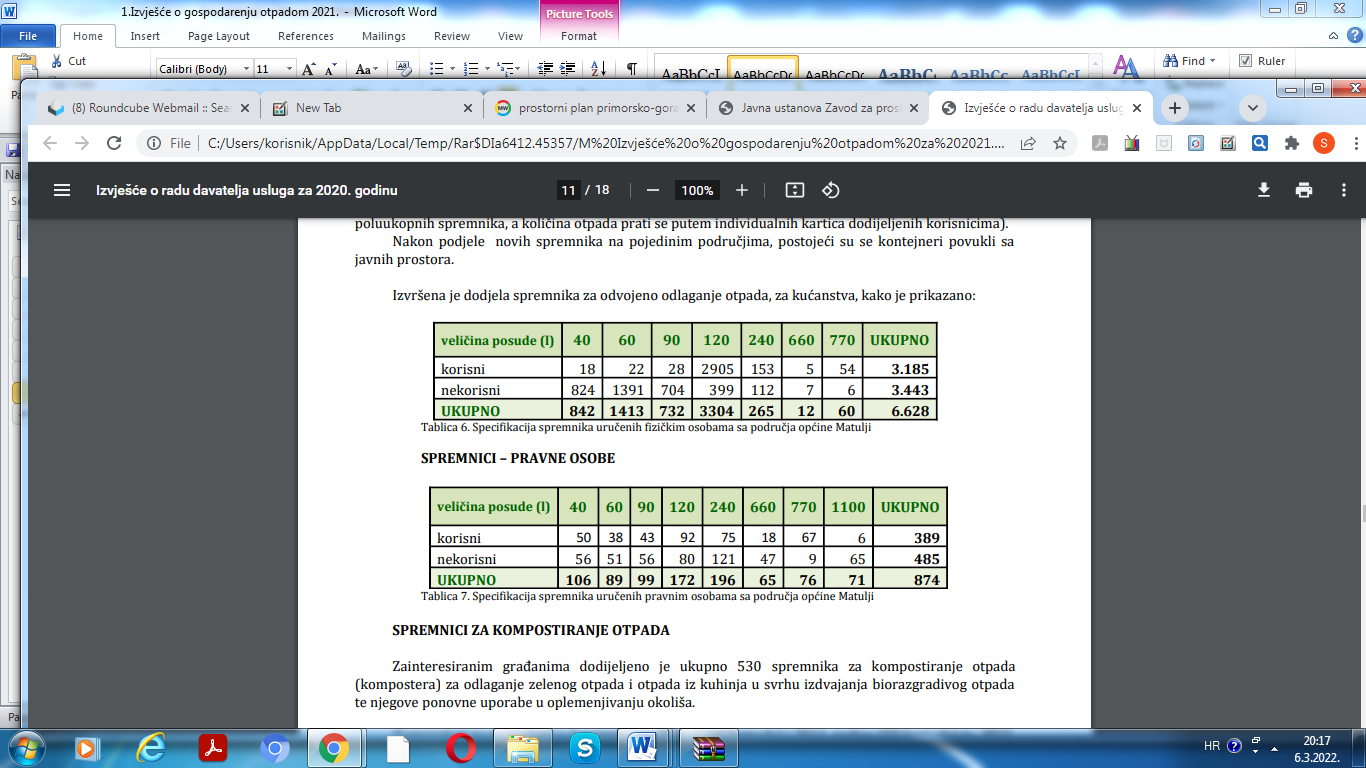 1.Izvješće o gospodarenju otpadom 2021. - Microsoft Word
Picture Tools
File Home Insert Page Layout References Mailings Review View Format
Cut
Calibri (Body) 11
AaBbCcI AaBbCcDc AaBbCcDc AaBbC AaBbCc AaBbCcI
Find
Ruler
(8) Roundcube Webmail :: Sea
New Tab
prostorni plan primorsko-gora
Javna ustanova Zavod za pros
Izvješće o radu davatelja uslug
File C:/Users/korisnik/AppData/Local/Temp/Rar$DIa6412.45357/M%20Izvješće%20o%20gospodarenju%20otpadom%20za%202021....
S
Izvješće o radu davatelja usluga za 2020. godinu
11 / 18
100%
poluukopnih spremnika, a količina otpada prati se putem individualnih kartica dodijeljenih korisnicima).
Nakon podjele novih spremnika na pojedinim područjima, postojeći su se kontejneri povukli sa
javnih prostora.
Izvršena je dodjela spremnika za odvojeno odlaganje otpada, za kućanstva, kako je prikazano:
veličina posude (l) 40 60 90 120 240 660 770 UKUPNO
korisni 18 22 28 2905 153 5 54 3.185
nekorisni 824 1391 704 399 112 7 6 3.443
UKUPNO 842 1413 732 3304 265 12 60 6.628
Tablica 6. Specifikacija spremnika uručenih fizičkim osobama sa područja općine Matulji
SPREMNICI – PRAVNE OSOBE
veličina posude (l) 40 60 90 120 240 660 770 1100 UKUPNO
korisni 50 38 43 92 75 18 67 6 389
nekorisni 56 51 56 80 121 47 9 65 485
UKUPNO 106 89 99 172 196 65 76 71 874
Tablica 7. Specifikacija spremnika uručenih pravnim osobama sa područja općine Matulji
SPREMNICI ZA KOMPOSTIRANJE OTPADA
Zainteresiranim građanima dodijeljeno je ukupno 530 spremnika za kompostiranje otpada
(kompostera) za odlaganje zelenog otpada i otpada iz kuhinja u svrhu izdvajanja biorazgradivog otpada
te njegove ponovne uporabe u oplemenjivanju okoliša.
HR
20:17
6.3.2022.